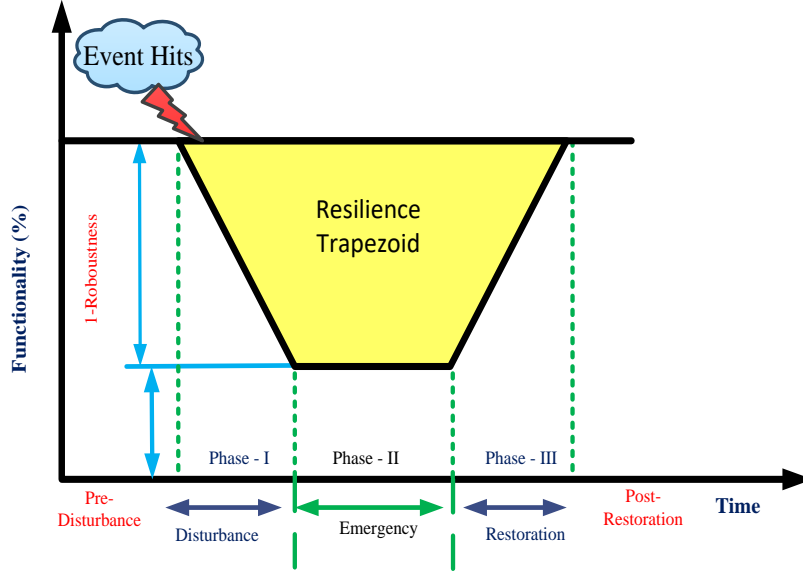 Event Hits
Resilience
Trapezoid
Functionality (%)
1-Roboustness
Phase - I
Phase - II
Phase - III
Pre-
Disturbance
Disturbance
Emergency
Restoration
Post-
Restoration
Time